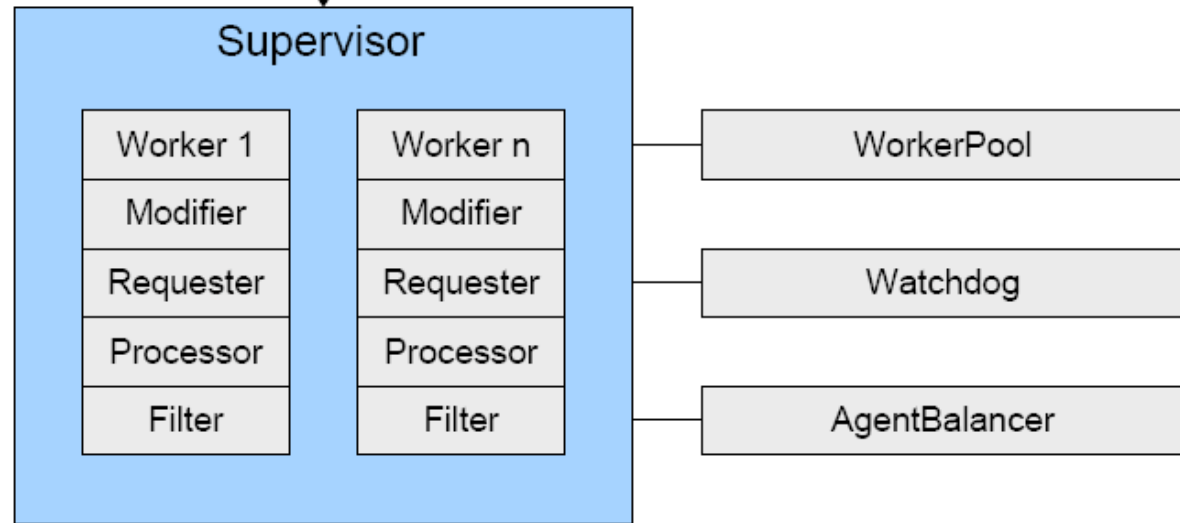 Supervisor
Worker 1
Modifier
Requester
Processor
Filter
Worker n
Modifier
Requester
Processor
Filter
WorkerPool
Watchdog
AgentBalancer